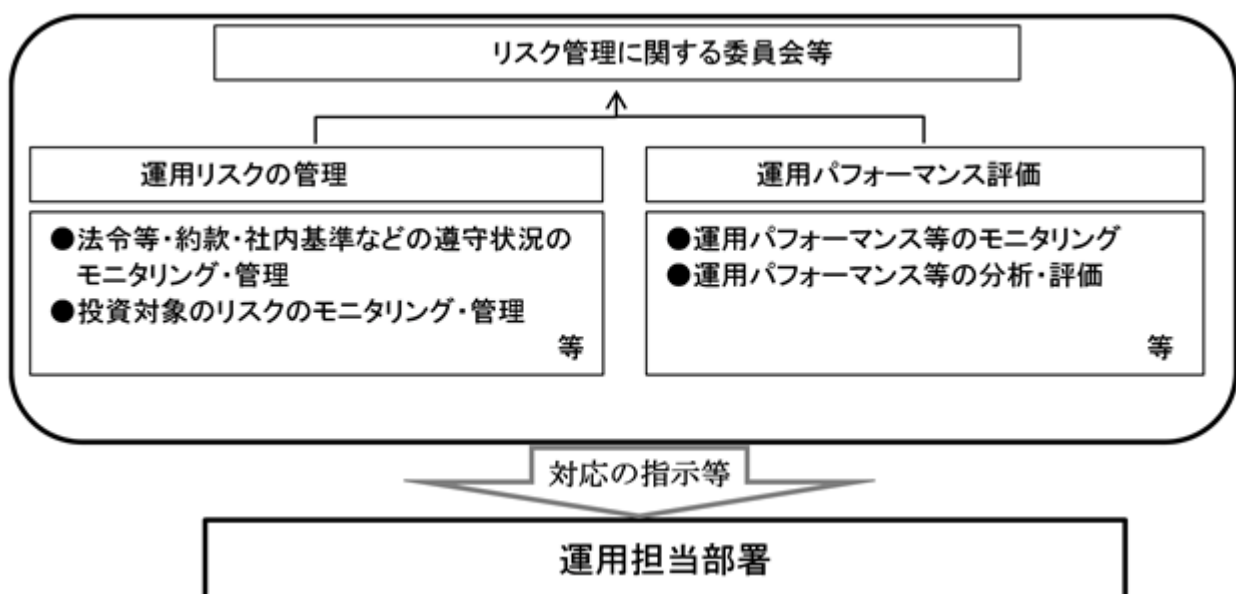 リスク管理に関する委員会等
運用リスクの管理
●法令等・約款・社内基準などの遵守状況の
モニタリング・管理
●投資対象のリスクのモニタリング・管理
等
運用パフォーマンス評価
●運用パフォーマンス等のモニタリング
●運用パフォーマンス等の分析・評価
等
対応の指示等
運用担当部署